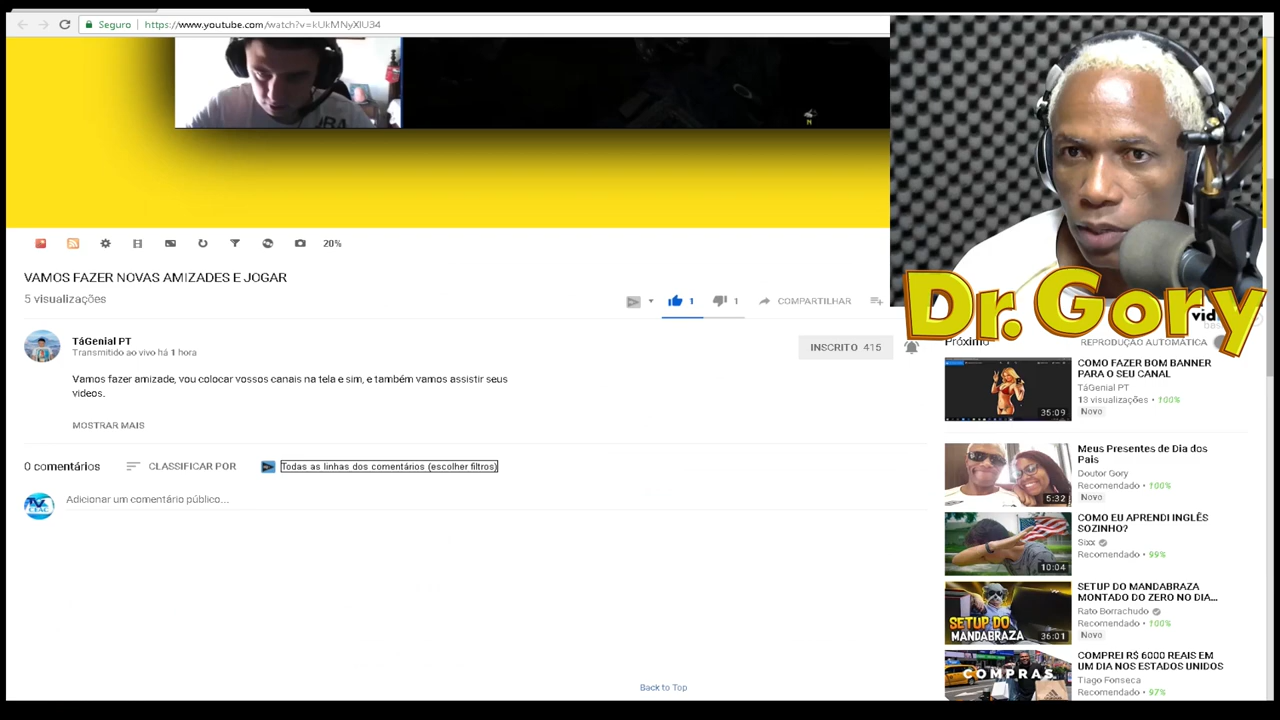 Seguro
https://www.youtube.com/watch?v=kUkMNyXIU34
20%
VAMOS FAZER NOVAS AMIZADES E JOGAR
5 visualizações
1
1
COMPARTILHAR
TáGenial PT
Transmitido ao vivo há 1 hora
INSCRITO 415
Vamos fazer amizade, vou colocar vossos canais na tela e sim, e também vamos assistir seus
videos.
MOSTRAR MAIS
0 comentários
CLASSIFICAR POR
Todas as linhas dos comentários (escolher filtros)
Adicionar um comentário público...
Back to Top
Dr. Gory
Próximo
REPRODUÇÃO AUTOMÁTICA
35:09
COMO FAZER BOM BANNER
PARA O SEU CANAL
TáGenial PT
13 visualizações • 100%
Novo
5:32
Meus Presentes de Dia dos
Pais
Doutor Gory
Recomendado • 100%
Novo
10:04
COMO EU APRENDI INGLÊS
SOZINHO?
Sixx
Recomendado • 99%
SETUP DO
MANDABRAZA
36:01
SETUP DO MANDABRAZA
MONTADO DO ZERO NO DIA...
Rato Borrachudo
Recomendado • 100%
Novo
COMPRAS
COMPREI R$ 6000 REAIS EM
UM DIA NOS ESTADOS UNIDOS
Tiago Fonseca
Recomendado • 97%